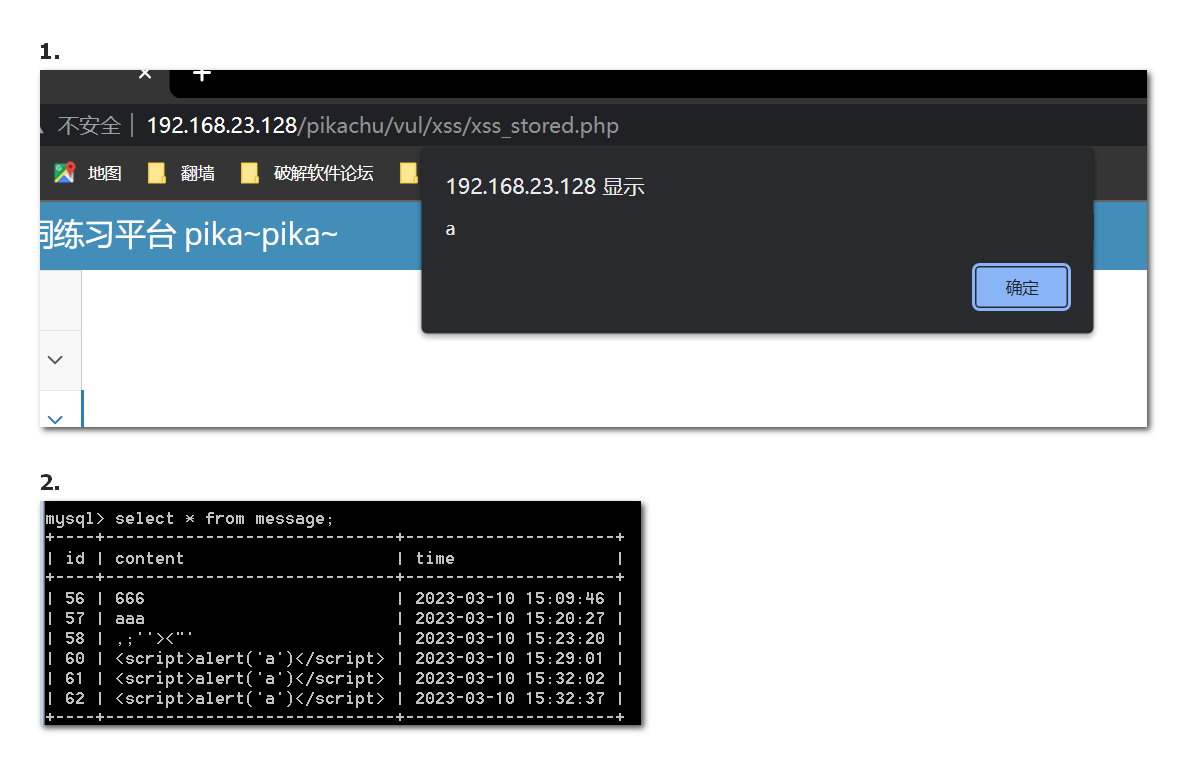 1.
不安全 | 192.168.23.128/pikachu/vul/xss/xss_stored.php
地图 翻墙 破解软件论坛
192.168.23.128 显示
a
确定
练习平台 pika~pika~
2.
mysql> select * from message;
+----+----------------------------+---------------------+
| id | content | time |
+----+----------------------------+---------------------+
| 56 | 666 | 2023-03-10 15:09:46 |
| 57 | aaa | 2023-03-10 15:20:27 |
| 58 | ,;''><"' | 2023-03-10 15:23:20 |
| 60 | <script>alert('a')</script> | 2023-03-10 15:29:01 |
| 61 | <script>alert('a')</script> | 2023-03-10 15:32:02 |
| 62 | <script>alert('a')</script> | 2023-03-10 15:32:37 |
+----+----------------------------+---------------------+